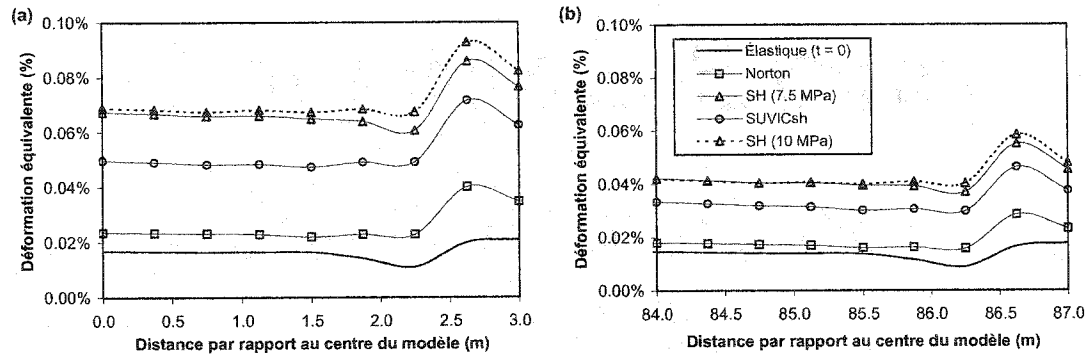 (a)
Déformation équivalente (%)
0.10%
0.08%
0.06%
0.04%
0.02%
0.00%
0.0 0.5 1.0 1.5 2.0 2.5 3.0
Distance par rapport au centre du modèle (m)
(b)
Déformation équivalente (%)
0.10%
0.08%
0.06%
0.04%
0.02%
0.00%
Élastique (t = 0)
Norton
SH (7.5 MPa)
SUVICsh
SH (10 MPa)
84.0 84.5 85.0 85.5 86.0 86.5 87.0
Distance par rapport au centre du modèle (m)